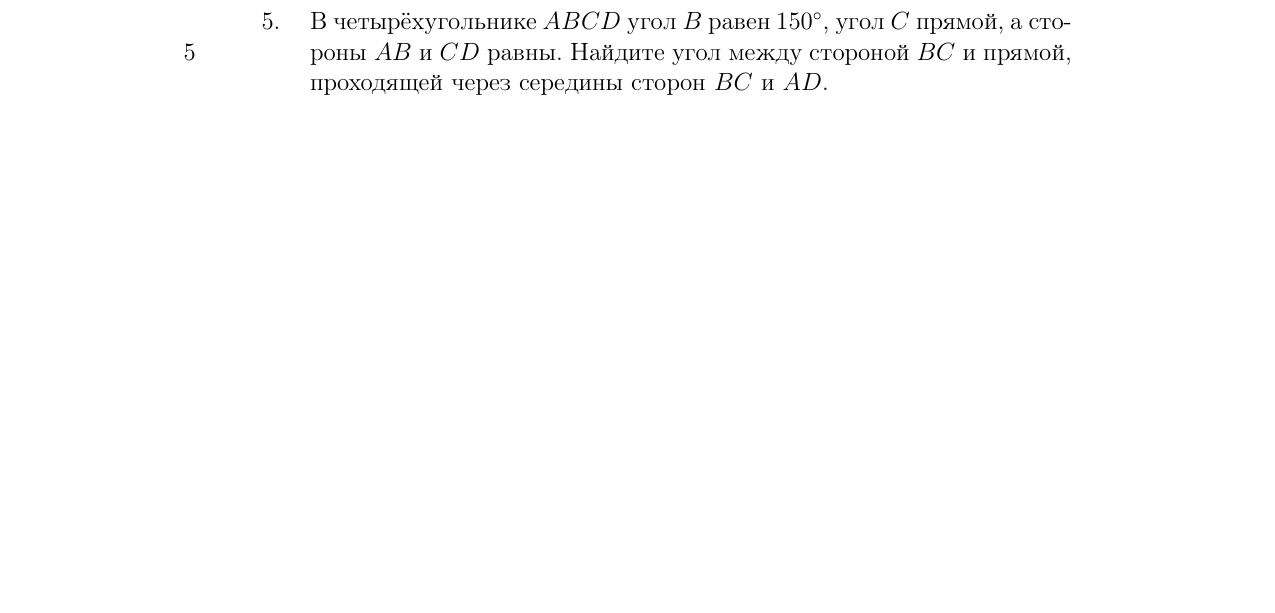 5. В четырёхугольнике ABCD угол B равен 150°, угол C прямой, а сто-
5 роны AB и CD равны. Найдите угол между стороной BC и прямой,
проходящей через середины сторон BC и AD.